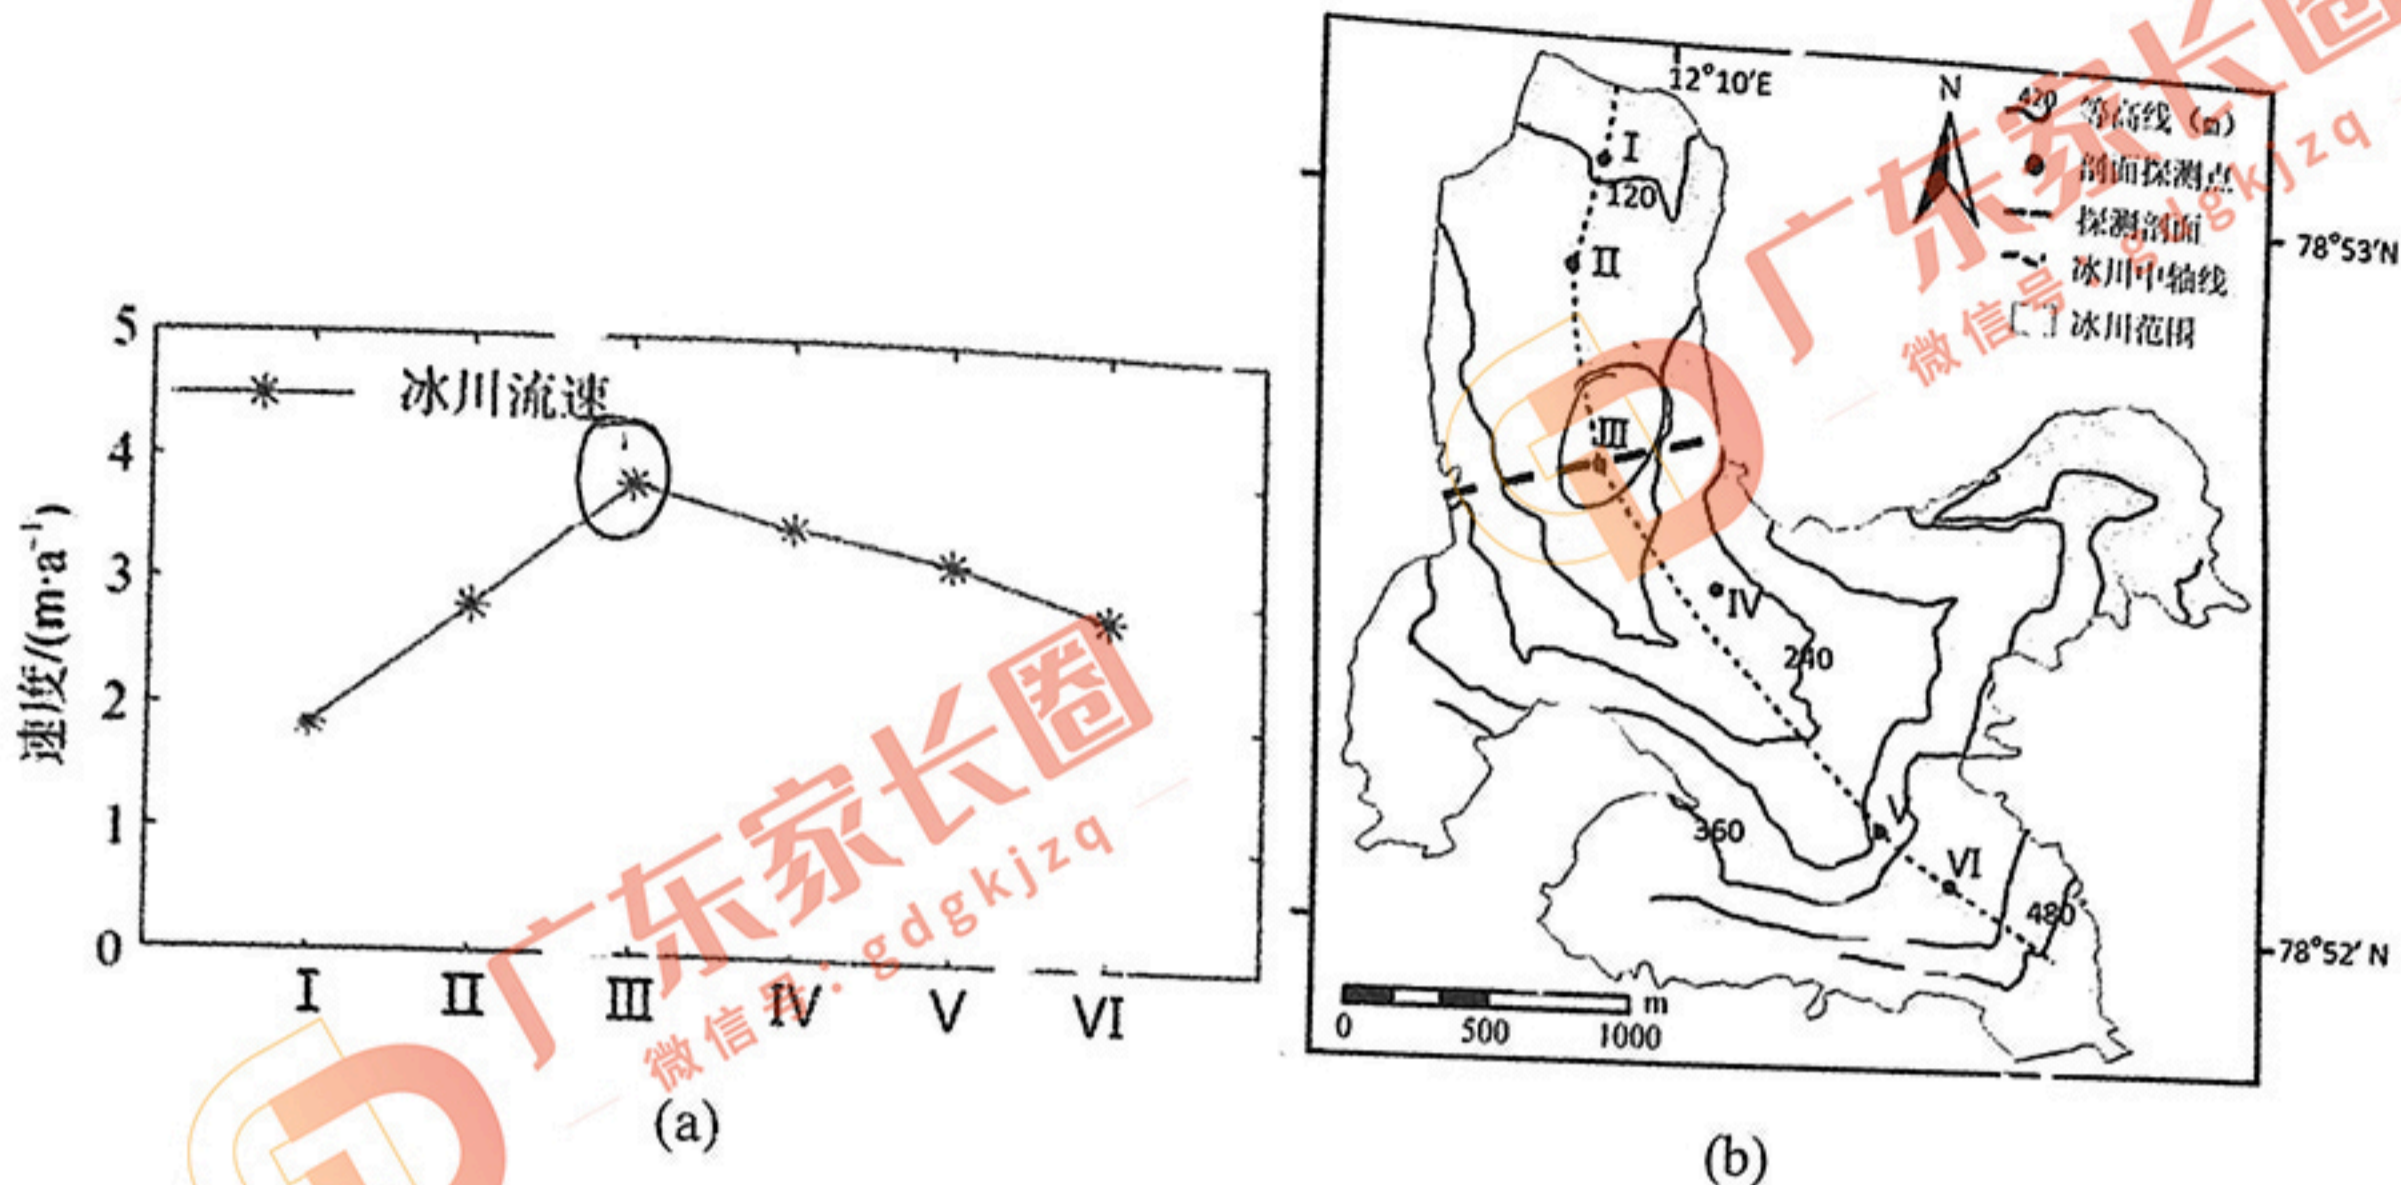 5
4
3
2
1
0
速度/(m·a⁻¹)
冰川流速
I
II
III
IV
V
VI
(a)
12°10′E
N
420 等高线 (m)
剖面探测点
探测剖面
冰川中轴线
冰川范围
78°53′N
78°52′N
I
120
II
III
IV
240
V
360
VI
480
0
500
1000
m
(b)
广东家长圈
微信号：gdgkjzq
广东家长圈
微信号：gdgkjzq